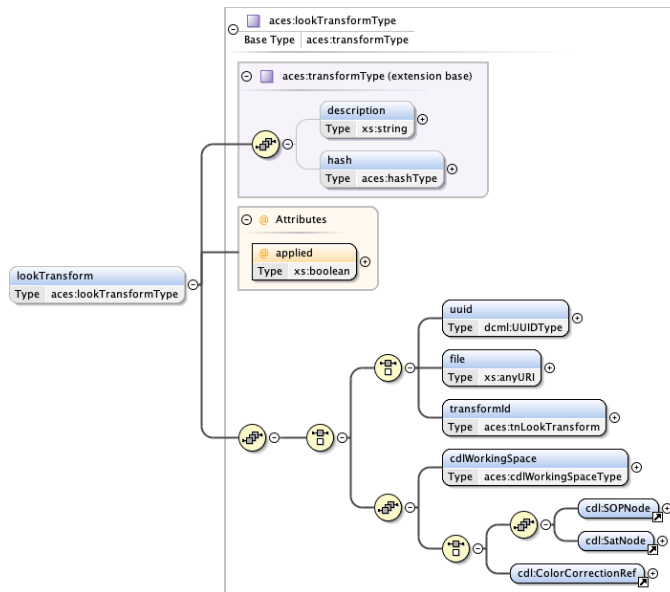 aces:lookTransformType
Base Type aces:transformType
aces:transformType (extension base)
description
Type xs:string
hash
Type aces:hashType
@ Attributes
@ applied
Type xs:boolean
lookTransform
Type aces:lookTransformType
uuid
Type dcml:UUIDType
file
Type xs:anyURI
transformId
Type aces:tnLookTransform
cdlWorkingSpace
Type aces:cdlWorkingSpaceType
cdl:SOPNode
cdl:SatNode
cdl:ColorCorrectionRef